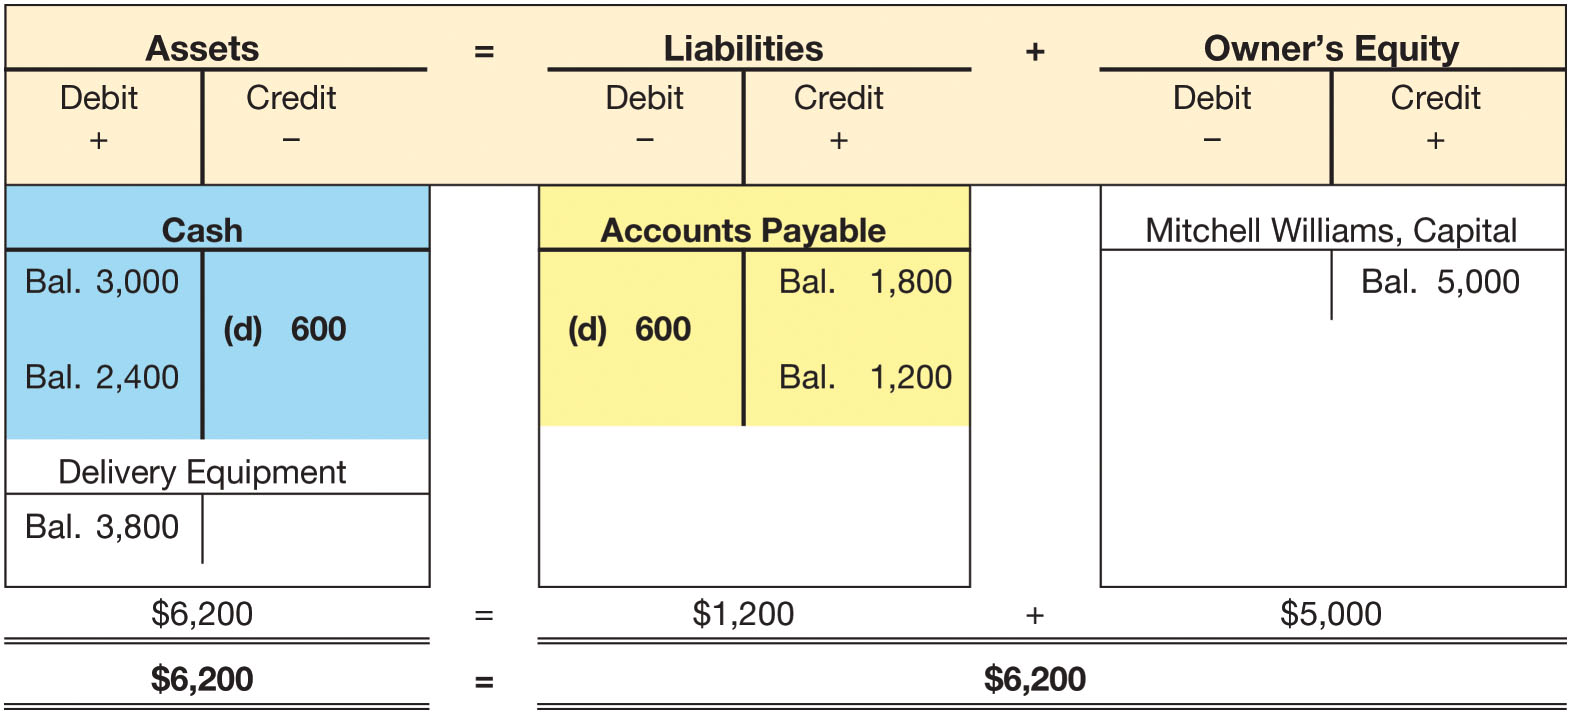 Assets = Liabilities + Owner’s Equity
Debit Credit Debit Credit Debit Credit
+ – – + – +
Cash Accounts Payable Mitchell Williams, Capital
Bal. 3,000 Bal. 1,800 Bal. 5,000
(d) 600 (d) 600
Bal. 2,400 Bal. 1,200
Delivery Equipment
Bal. 3,800
$6,200 = $1,200 + $5,000
$6,200 = $6,200